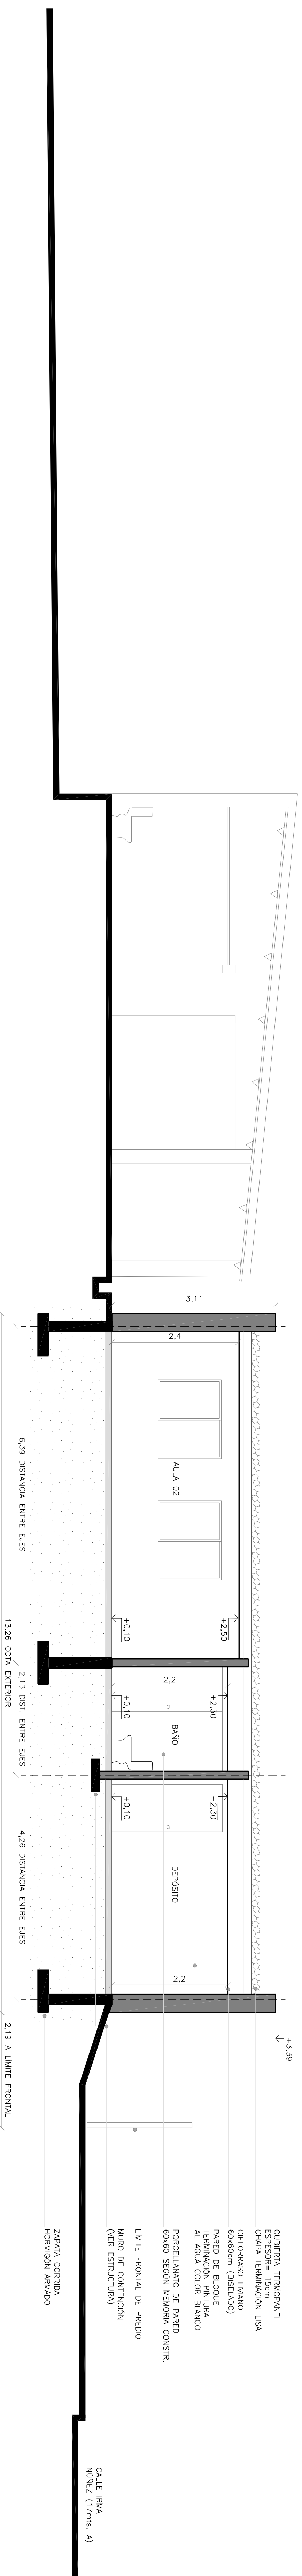 +3.39
CUBIERTA TERMOPANEL
ESPESOR= 15cm
CHAPA TERMINACIÓN LISA
CIELORRASO LIVIANO
60x60cm (BISELADO)
PARED DE BLOQUE
TERMINACIÓN PINTURA
AL AGUA COLOR BLANCO
PORCELLANATO DE PARED
60x60 SEGÚN MEMORIA CONSTR.
LÍMITE FRONTAL DE PREDIO
MURO DE CONTENCIÓN
(VER ESTRUCTURA)
ZAPATA CORRIDA
HORMIGÓN ARMADO
CALLE IRMA
NÚÑEZ (17mts. A)
3,11
2.4
AULA 02
+2.50
+0.10
2.2
+2.30
BAÑO
+0.10
+2.30
DEPÓSITO
+0.10
2.2
6.39 DISTANCIA ENTRE EJES
2.13 DIST. ENTRE EJES
4.26 DISTANCIA ENTRE EJES
13.26 COTA EXTERIOR
2.19 A LÍMITE FRONTAL